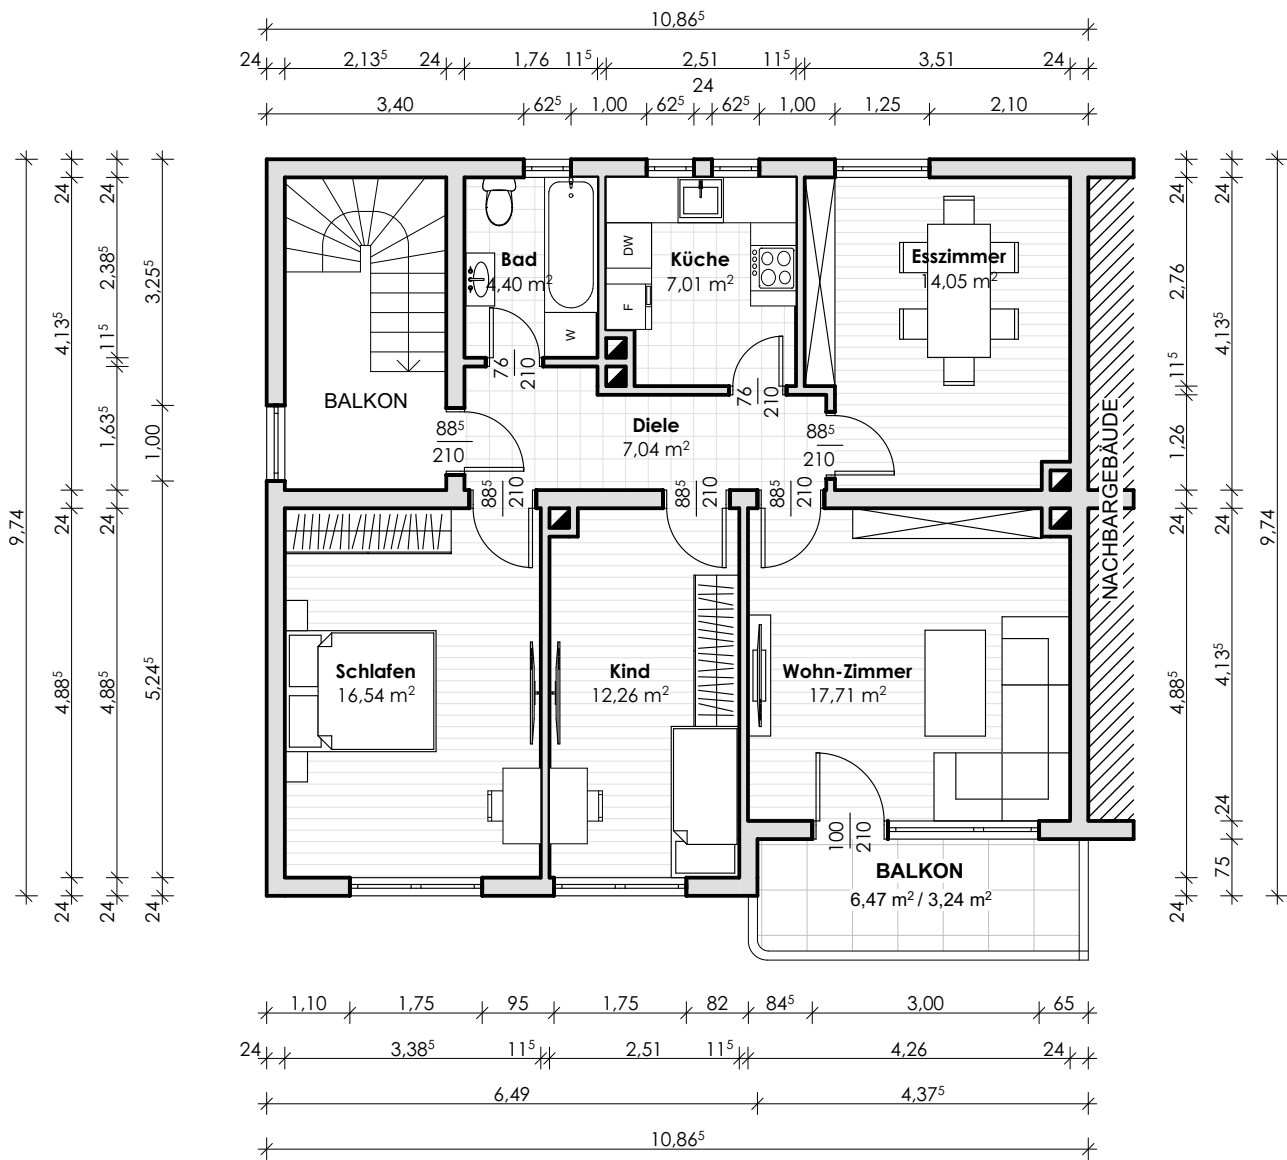 10,86⁵
24 2,13⁵ 24 1,76 11⁵ 2,51 11⁵ 3,51 24
24
3,40 62⁵ 1,00 62⁵ 62⁵ 1,00 1,25 2,10
9,74
24 4,13⁵ 24 4,88⁵ 24
24 2,38⁵ 11⁵ 1,63⁵ 24 4,88⁵ 24
3,25⁵ 1,00 5,24⁵ 24
BALKON
Bad
4,40 m²
W
DW
F
Küche
7,01 m²
Esszimmer
14,05 m²
76
210
76
210
Diele
7,04 m²
88⁵
210
88⁵
210
88⁵
210
88⁵
210
88⁵
210
NACHBARGEBÄUDE
Schlafen
16,54 m²
Kind
12,26 m²
Wohn-Zimmer
17,71 m²
100
210
BALKON
6,47 m² / 3,24 m²
24 2,76 11⁵ 1,26 24 4,88⁵ 24
24 4,13⁵ 24 4,13⁵ 24 75
9,74
1,10 1,75 95 1,75 82 84⁵ 3,00 65
24 3,38⁵ 11⁵ 2,51 11⁵ 4,26 24
6,49 4,37⁵
10,86⁵